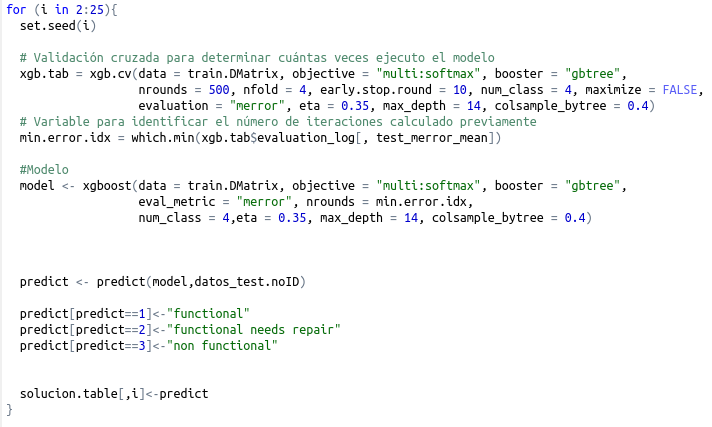 for (i in 2:25){
set.seed(i)
# Validación cruzada para determinar cuántas veces ejecuto el modelo
xgb.tab = xgb.cv(data = train.DMatrix, objective = "multi:softmax", booster = "gbtree",
nrounds = 500, nfold = 4, early.stop.round = 10, num_class = 4, maximize = FALSE,
evaluation = "merror", eta = 0.35, max_depth = 14, colsample_bytree = 0.4)
# Variable para identificar el número de iteraciones calculado previamente
min.error.idx = which.min(xgb.tab$evaluation_log[, test_merror_mean])
#Modelo
model <- xgboost(data = train.DMatrix, objective = "multi:softmax", booster = "gbtree",
eval_metric = "merror", nrounds = min.error.idx,
num_class = 4,eta = 0.35, max_depth = 14, colsample_bytree = 0.4)
predict <- predict(model,datos_test.noID)
predict[predict==1]<-"functional"
predict[predict==2]<-"functional needs repair"
predict[predict==3]<-"non functional"
solucion.table[,i]<-predict
}